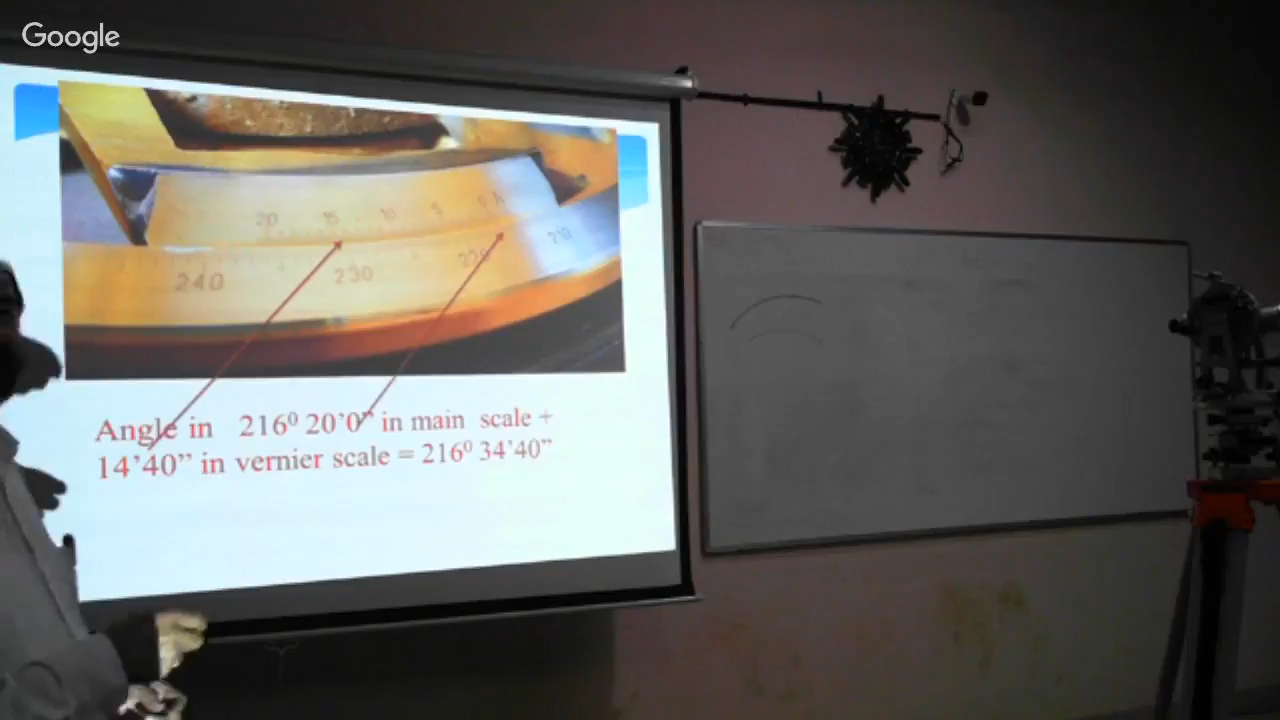 Google
20 15 10 5 0 A
240 230 220 210
Angle in 216⁰ 20’0” in main scale +
14’40” in vernier scale = 216⁰ 34’40”